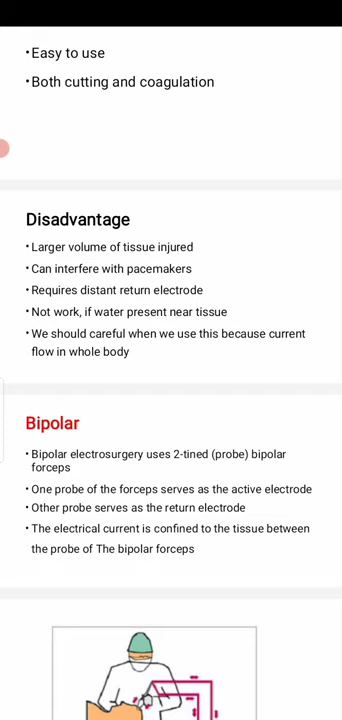 •Easy to use
•Both cutting and coagulation
Disadvantage
•Larger volume of tissue injured
•Can interfere with pacemakers
•Requires distant return electrode
•Not work, if water present near tissue
•We should careful when we use this because current
flow in whole body
Bipolar
•Bipolar electrosurgery uses 2-tined (probe) bipolar
forceps
•One probe of the forceps serves as the active electrode
•Other probe serves as the return electrode
•The electrical current is confined to the tissue between
the probe of The bipolar forceps